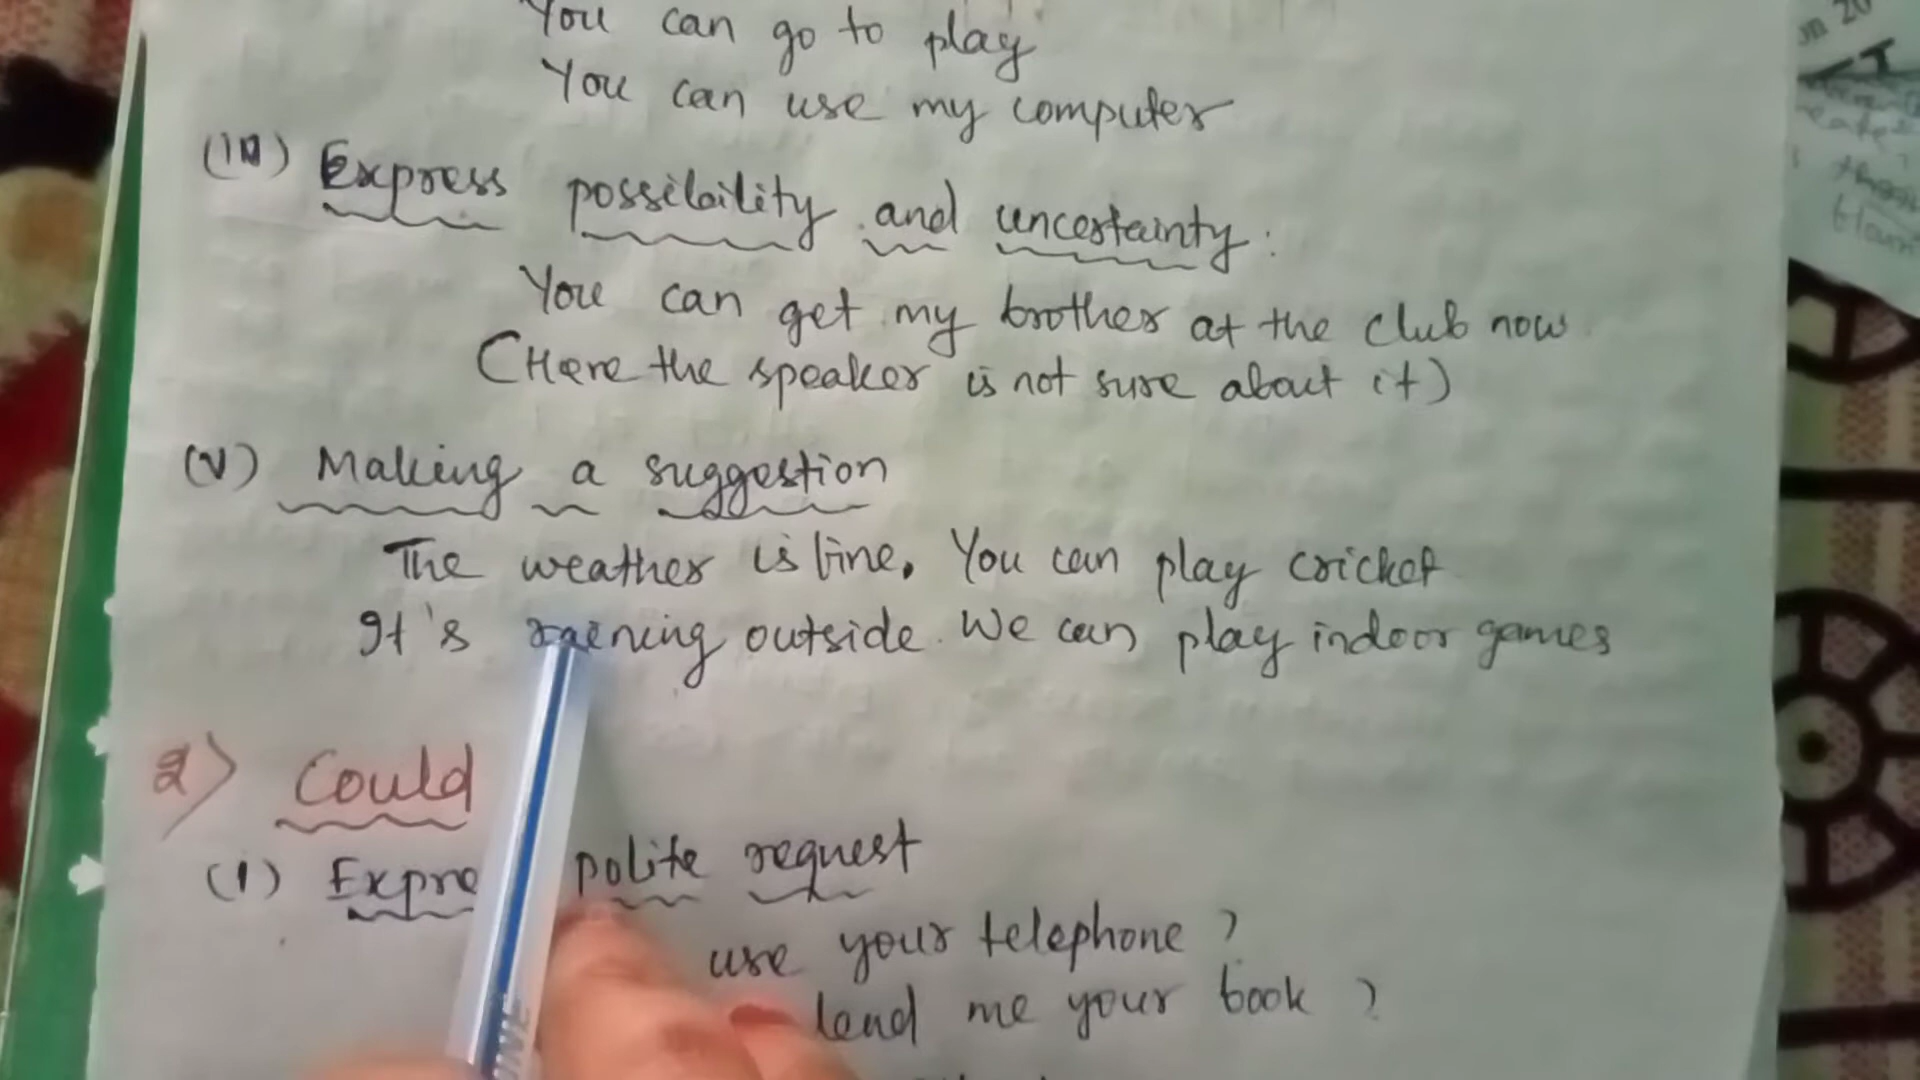 You can go to play
You can use my computer
Express possibility and uncertainty:
You can get my brother at the club now
(Here the speaker is not sure about it)
(V) Making a suggestion
The weather is fine. You can play cricket
It's raining outside. We can play indoor games
2) Could
(1) Expre polite request
use your telephone ?
lend me your book ?